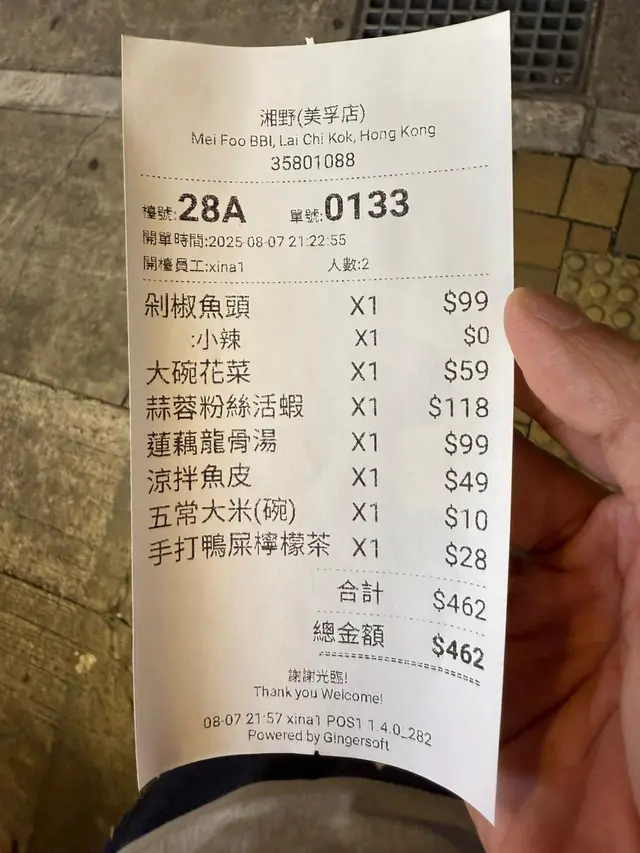 湘野(美孚店)
Mei Foo BBI, Lai Chi Kok, Hong Kong
35801088
檯號:28A 單號:0133
開單時間:2025-08-07 21:22:55
開檯員工:xina1 人數:2
剁椒魚頭 X1 $99
:小辣 X1 $0
大碗花菜 X1 $59
蒜蓉粉絲活蝦 X1 $118
蓮藕龍骨湯 X1 $99
涼拌魚皮 X1 $49
五常大米(碗) X1 $10
手打鴨屎檸檬茶 X1 $28
合計 $462
總金額 $462
謝謝光臨!
Thank you Welcome!
08-07 21:57 xina1 POS1 1.4.0_282
Powered by Gingersoft